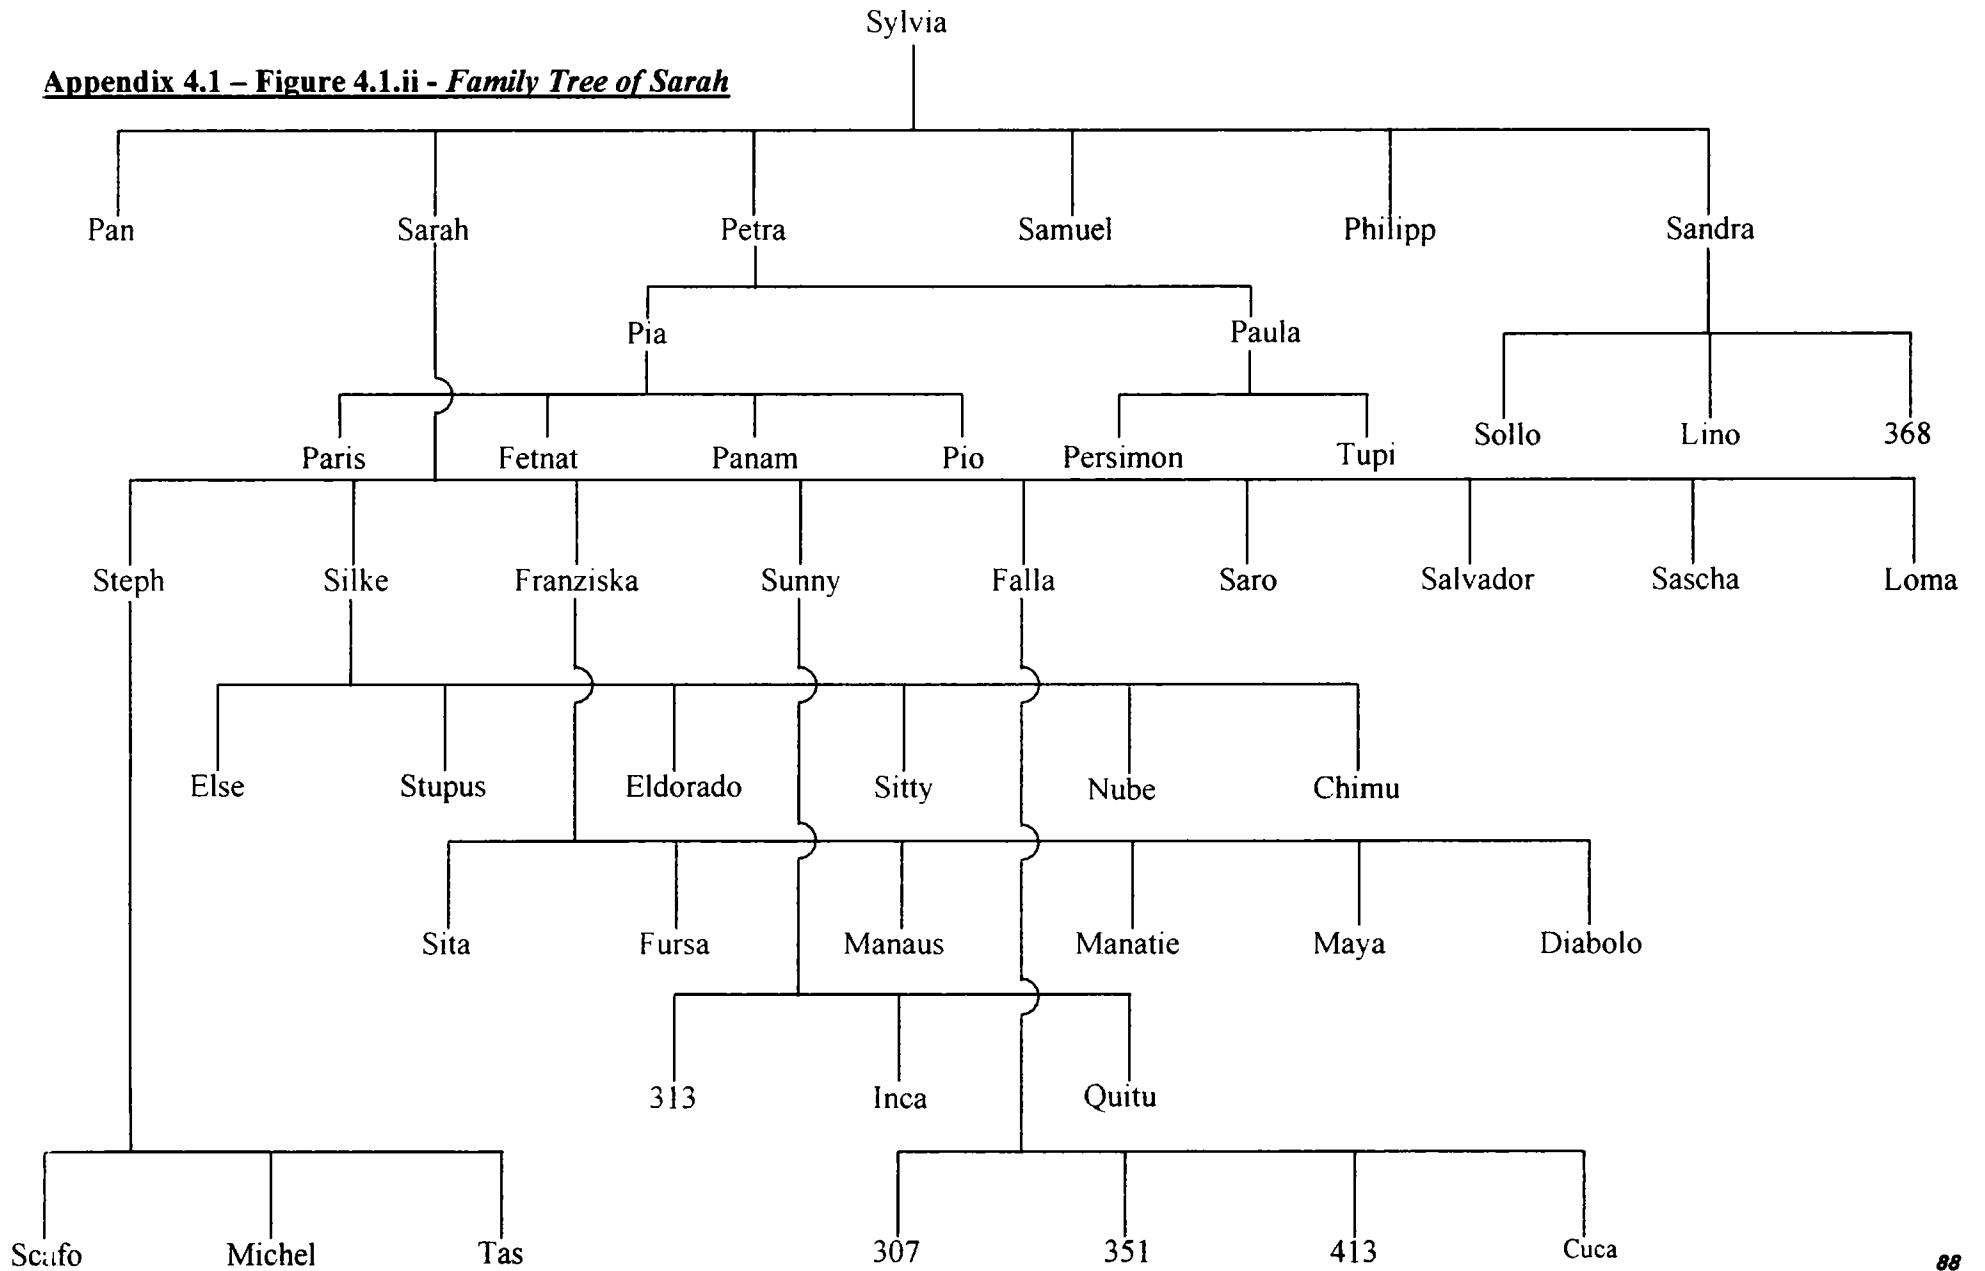 Sylvia
Appendix 4.1 – Figure 4.1.ii - Family Tree of Sarah
Pan Sarah Petra Samuel Philipp Sandra
Pia Paula
Sollo Lino 368
Paris Fetnat Panam Pio Persimon Tupi
Steph Silke Franziska Sunny Falla Saro Salvador Sascha Loma
Else Stupus Eldorado Sitty Nube Chimu
Sita Fursa Manaus Manatie Maya Diabolo
313 Inca Quitu
Michel Tas 307 351 413 Cuca
88